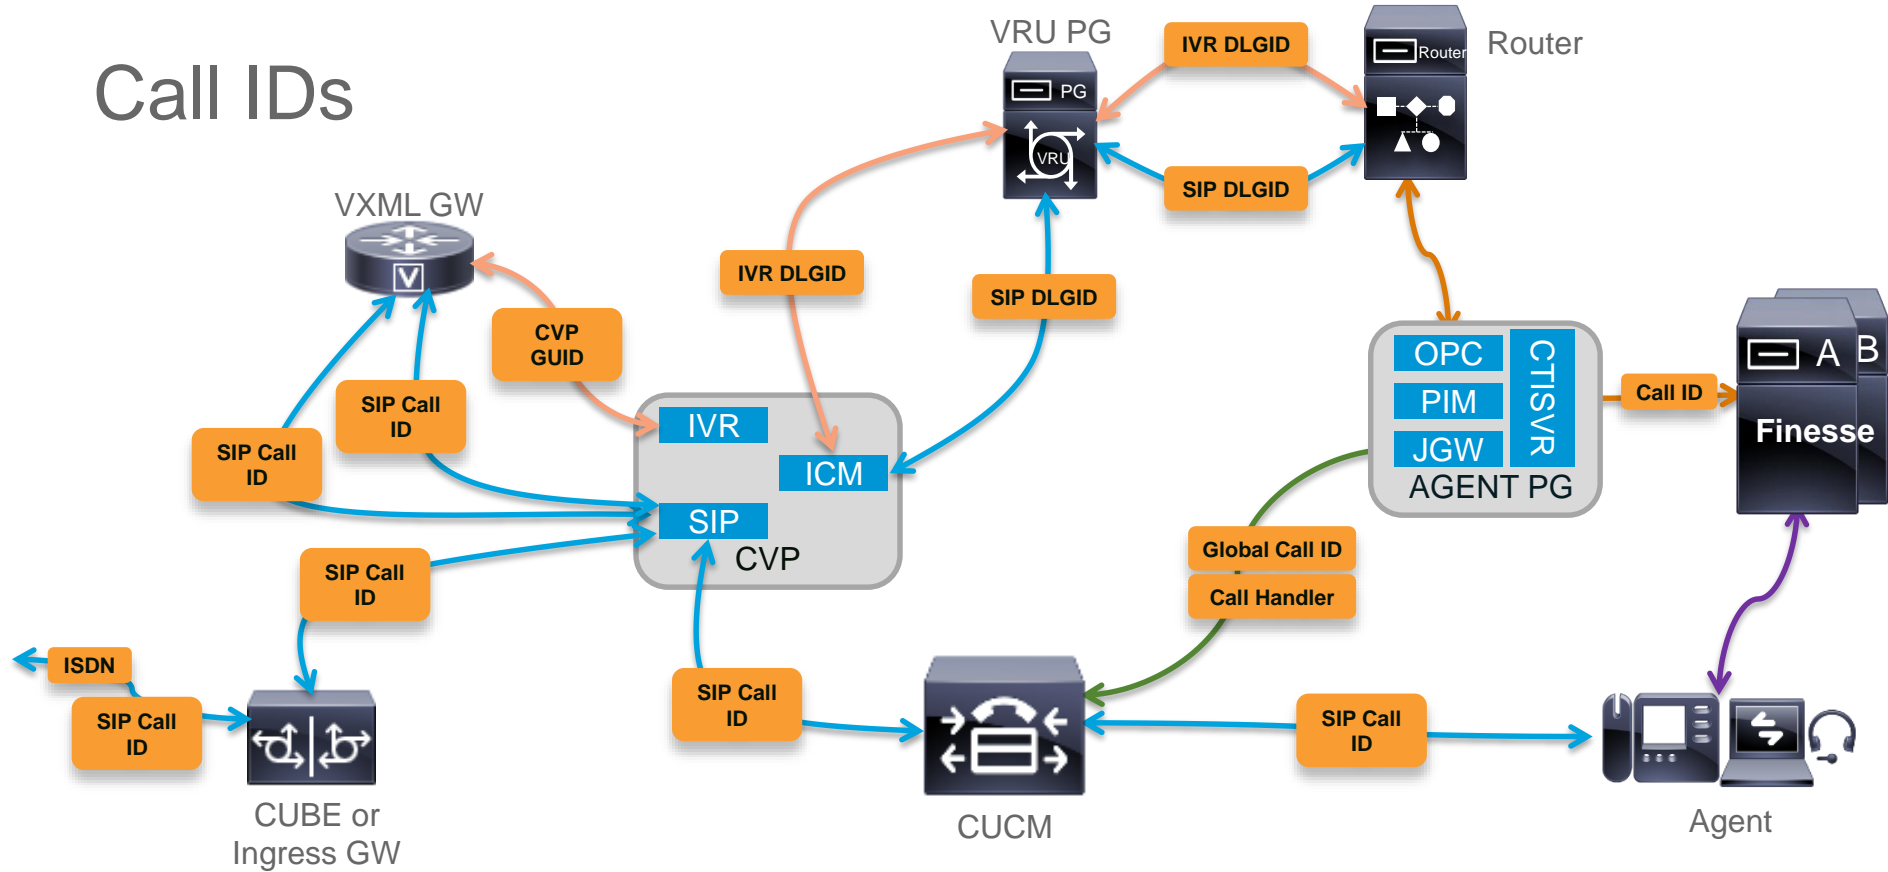 Call IDs
VRU PG
IVR DLGID
Router
Router
PG
VRU
SIP DLGID
VXML GW
V
IVR DLGID
SIP DLGID
CVP
GUID
SIP Call
ID
SIP Call
ID
IVR
ICM
SIP
CVP
OPC
PIM
JGW
CTISVR
AGENT PG
Call ID
A
B
Finesse
Global Call ID
Call Handler
SIP Call
ID
ISDN
SIP Call
ID
SIP Call
ID
SIP Call
ID
CUBE or
Ingress GW
CUCM
Agent